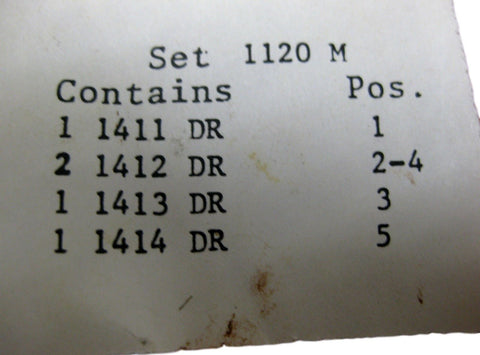 Set 1120 M
Contains Pos.
1 1411 DR 1
2 1412 DR 2-4
1 1413 DR 3
1 1414 DR 5